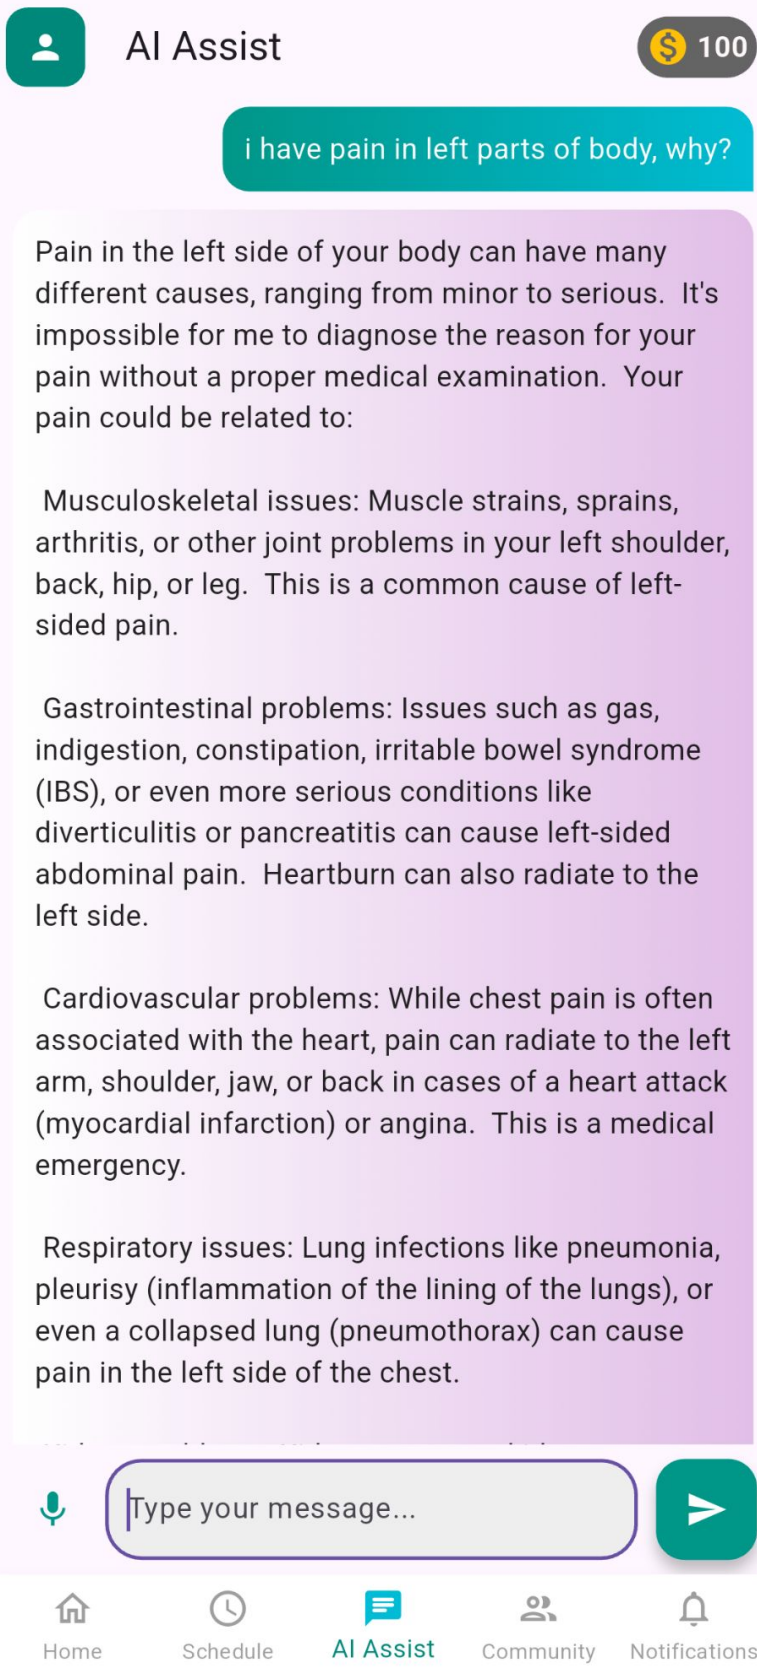 AI Assist
$ 100
i have pain in left parts of body, why?
Pain in the left side of your body can have many
different causes, ranging from minor to serious.  It's
impossible for me to diagnose the reason for your
pain without a proper medical examination.  Your
pain could be related to:
Musculoskeletal issues: Muscle strains, sprains,
arthritis, or other joint problems in your left shoulder,
back, hip, or leg.  This is a common cause of left-
sided pain.
Gastrointestinal problems: Issues such as gas,
indigestion, constipation, irritable bowel syndrome
(IBS), or even more serious conditions like
diverticulitis or pancreatitis can cause left-sided
abdominal pain.  Heartburn can also radiate to the
left side.
Cardiovascular problems: While chest pain is often
associated with the heart, pain can radiate to the left
arm, shoulder, jaw, or back in cases of a heart attack
(myocardial infarction) or angina.  This is a medical
emergency.
Respiratory issues: Lung infections like pneumonia,
pleurisy (inflammation of the lining of the lungs), or
even a collapsed lung (pneumothorax) can cause
pain in the left side of the chest.
Type your message...
Home
Schedule
AI Assist
Community
Notifications